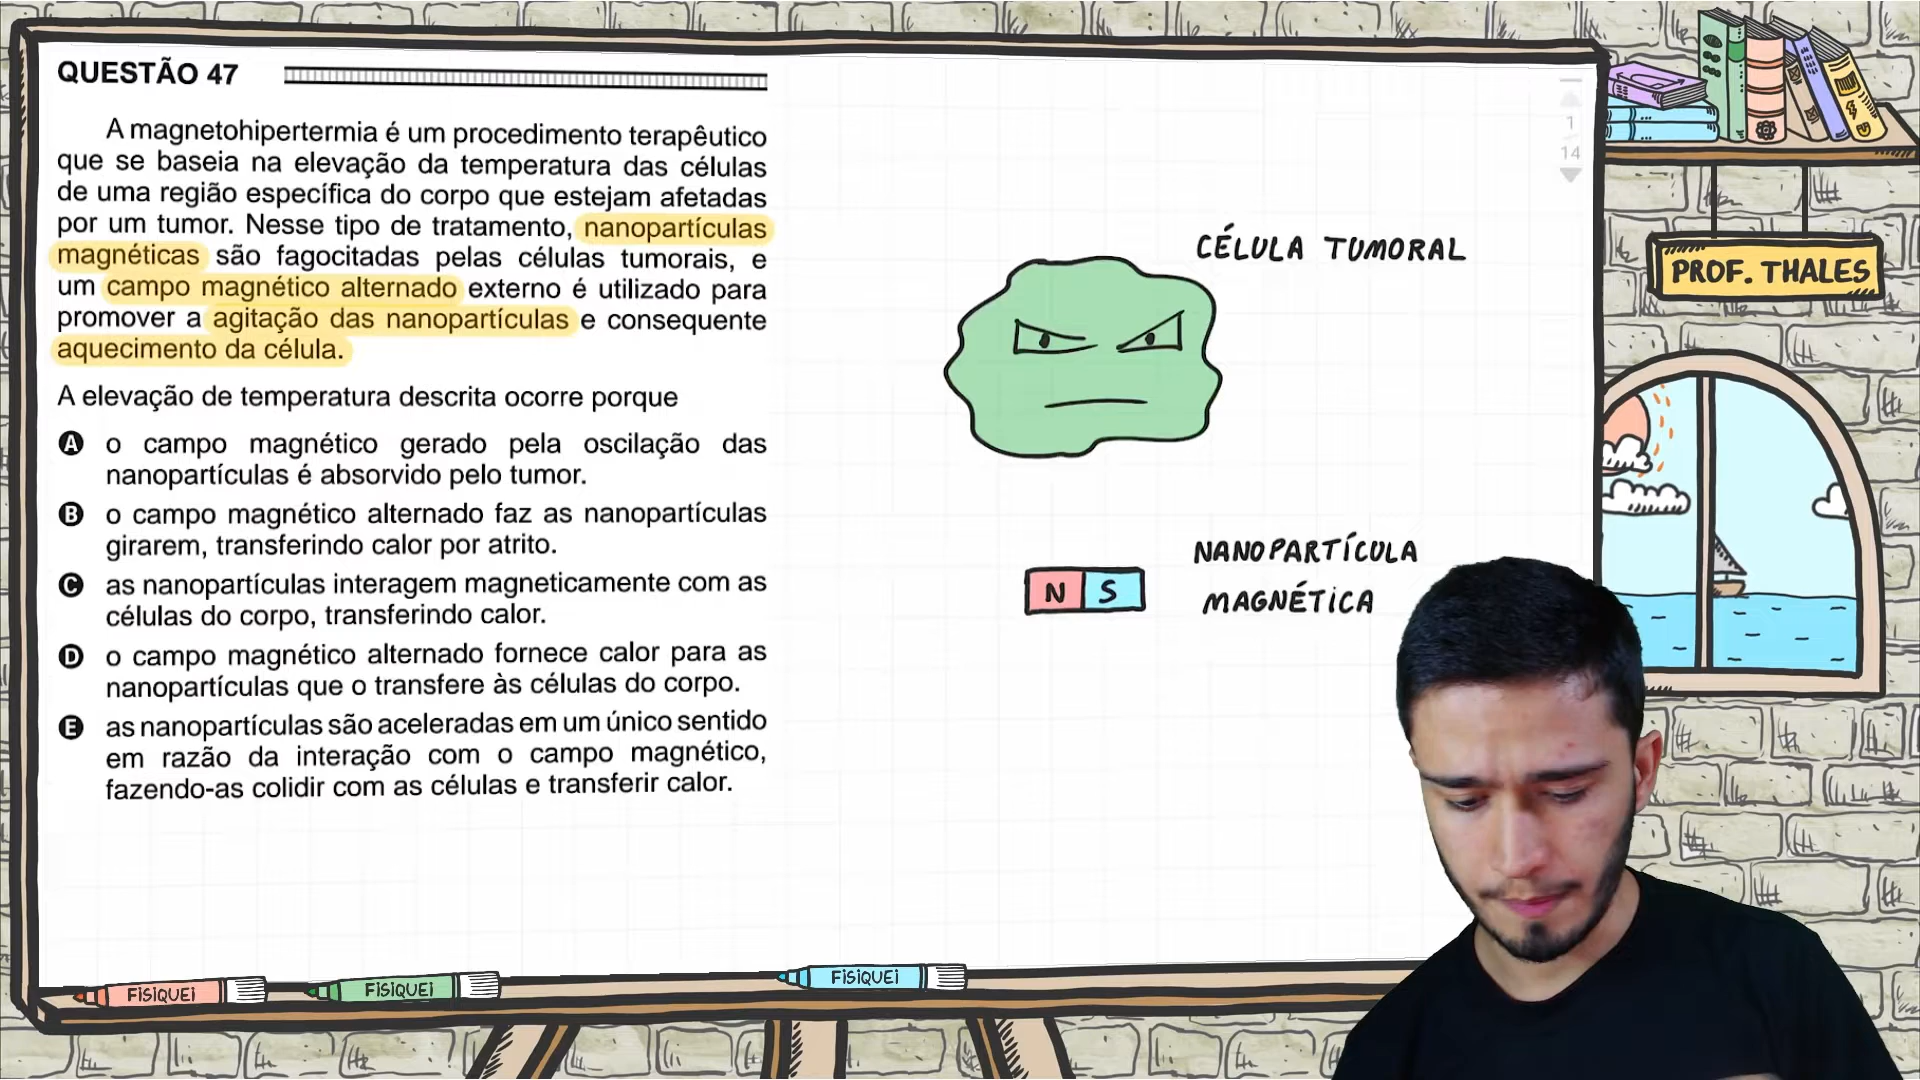 QUESTÃO 47
A magnetohipertermia é um procedimento terapêutico
que se baseia na elevação da temperatura das células
de uma região específica do corpo que estejam afetadas
por um tumor. Nesse tipo de tratamento, nanopartículas
magnéticas são fagocitadas pelas células tumorais, e
um campo magnético alternado externo é utilizado para
promover a agitação das nanopartículas e consequente
aquecimento da célula.
A elevação de temperatura descrita ocorre porque
A o campo magnético gerado pela oscilação das
nanopartículas é absorvido pelo tumor.
B o campo magnético alternado faz as nanopartículas
girarem, transferindo calor por atrito.
C as nanopartículas interagem magneticamente com as
células do corpo, transferindo calor.
D o campo magnético alternado fornece calor para as
nanopartículas que o transfere às células do corpo.
E as nanopartículas são aceleradas em um único sentido
em razão da interação com o campo magnético,
fazendo-as colidir com as células e transferir calor.
CÉLULA TUMORAL
NANOPARTÍCULA
MAGNÉTICA
N S
1
14
PROF. THALES
FISIQUEI
FISIQUEI
FISIQUEI